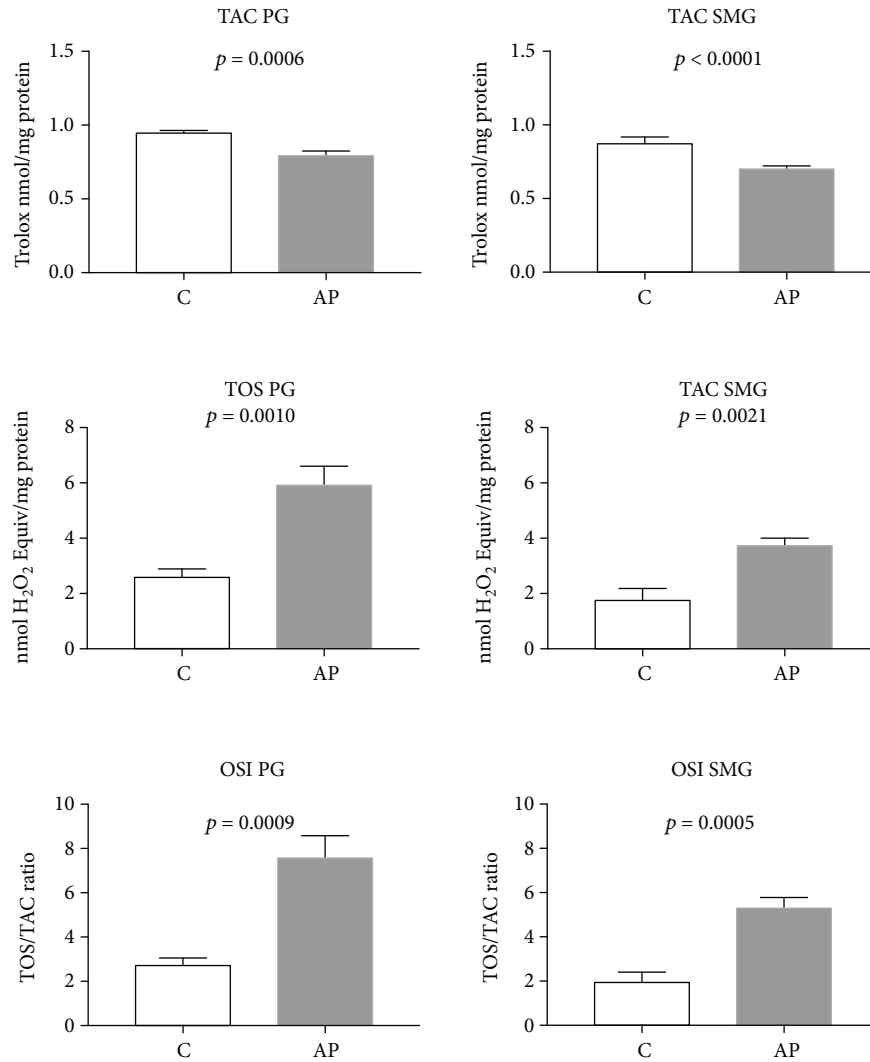 TAC PG
p = 0.0006
Trolox nmol/mg protein
1.5
1.0
0.5
0.0
C AP
TAC SMG
p < 0.0001
Trolox nmol/mg protein
1.5
1.0
0.5
0.0
C AP
TOS PG
p = 0.0010
nmol H₂O₂ Equiv/mg protein
8
6
4
2
0
C AP
TAC SMG
p = 0.0021
nmol H₂O₂ Equiv/mg protein
8
6
4
2
0
C AP
OSI PG
p = 0.0009
TOS/TAC ratio
10
8
6
4
2
0
C AP
OSI SMG
p = 0.0005
TOS/TAC ratio
10
8
6
4
2
0
C AP